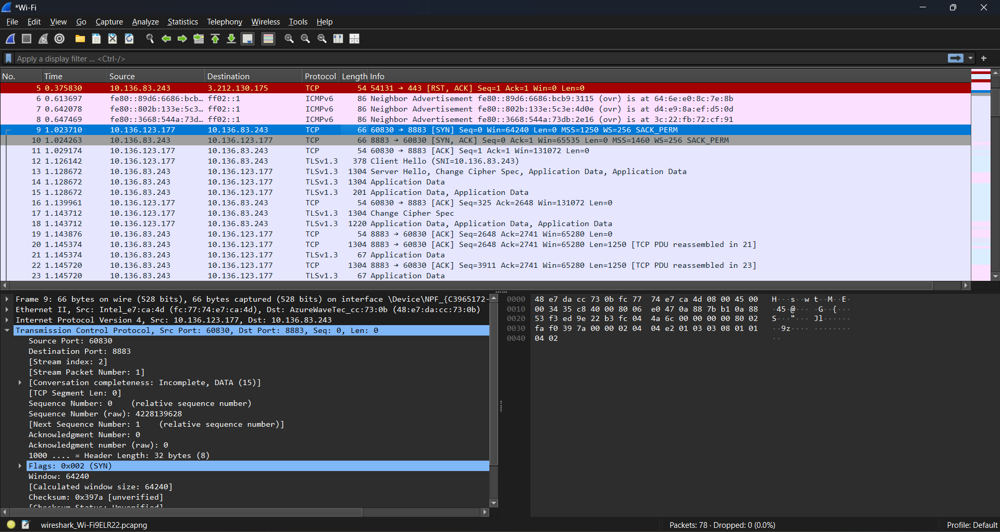 *Wi-Fi
File Edit View Go Capture Analyze Statistics Telephony Wireless Tools Help
Apply a display filter ... <Ctrl-/>
No. Time Source Destination Protocol Length Info
5 0.375830 10.136.83.243 3.212.130.175 TCP 54 54131 → 443 [RST, ACK] Seq=1 Ack=1 Win=0 Len=0
6 0.613697 fe80::89d6:6686:bcb… ff02::1 ICMPv6 86 Neighbor Advertisement fe80::89d6:6686:bcb9:3115 (ovr) is at 64:6e:e0:8c:7e:8b
7 0.642078 fe80::802b:133e:5c3… ff02::1 ICMPv6 86 Neighbor Advertisement fe80::802b:133e:5c3e:4d0e (ovr) is at d4:e9:8a:ef:d5:0d
8 0.647469 fe80::3668:544a:73d… ff02::1 ICMPv6 86 Neighbor Advertisement fe80::3668:544a:73db:2e16 (ovr) is at 3c:22:fb:72:cf:91
9 1.023710 10.136.123.177 10.136.83.243 TCP 66 60830 → 8883 [SYN] Seq=0 Win=64240 Len=0 MSS=1250 WS=256 SACK_PERM
10 1.024263 10.136.83.243 10.136.123.177 TCP 66 8883 → 60830 [SYN, ACK] Seq=0 Ack=1 Win=65535 Len=0 MSS=1460 WS=256 SACK_PERM
11 1.029174 10.136.123.177 10.136.83.243 TCP 54 60830 → 8883 [ACK] Seq=1 Ack=1 Win=131072 Len=0
12 1.126142 10.136.123.177 10.136.83.243 TLSv1.3 378 Client Hello (SNI=10.136.83.243)
13 1.128672 10.136.83.243 10.136.123.177 TLSv1.3 1304 Server Hello, Change Cipher Spec, Application Data, Application Data
14 1.128672 10.136.83.243 10.136.123.177 TLSv1.3 1304 Application Data
15 1.128672 10.136.83.243 10.136.123.177 TLSv1.3 201 Application Data, Application Data
16 1.139961 10.136.123.177 10.136.83.243 TCP 54 60830 → 8883 [ACK] Seq=325 Ack=2648 Win=131072 Len=0
17 1.143712 10.136.123.177 10.136.83.243 TLSv1.3 1304 Change Cipher Spec
18 1.143712 10.136.123.177 10.136.83.243 TLSv1.3 1220 Application Data, Application Data, Application Data
19 1.143876 10.136.83.243 10.136.123.177 TCP 54 8883 → 60830 [ACK] Seq=2648 Ack=2741 Win=65280 Len=0
20 1.145374 10.136.83.243 10.136.123.177 TCP 1304 8883 → 60830 [ACK] Seq=2648 Ack=2741 Win=65280 Len=1250 [TCP PDU reassembled in 21]
21 1.145374 10.136.83.243 10.136.123.177 TLSv1.3 67 Application Data
22 1.145720 10.136.83.243 10.136.123.177 TCP 1304 8883 → 60830 [ACK] Seq=3911 Ack=2741 Win=65280 Len=1250 [TCP PDU reassembled in 23]
23 1.145720 10.136.83.243 10.136.123.177 TLSv1.3 67 Application Data
Frame 9: 66 bytes on wire (528 bits), 66 bytes captured (528 bits) on interface \Device\NPF_{C3965172-
Ethernet II, Src: Intel_e7:ca:4d (fc:77:74:e7:ca:4d), Dst: AzureWaveTec_cc:73:0b (48:e7:da:cc:73:0b)
Internet Protocol Version 4, Src: 10.136.123.177, Dst: 10.136.83.243
Transmission Control Protocol, Src Port: 60830, Dst Port: 8883, Seq: 0, Len: 0
Source Port: 60830
Destination Port: 8883
[Stream index: 2]
[Stream Packet Number: 1]
[Conversation completeness: Incomplete, DATA (15)]
[TCP Segment Len: 0]
Sequence Number: 0    (relative sequence number)
Sequence Number (raw): 4228139628
[Next Sequence Number: 1    (relative sequence number)]
Acknowledgment Number: 0
Acknowledgment number (raw): 0
1000 .... = Header Length: 32 bytes (8)
Flags: 0x002 (SYN)
Window: 64240
[Calculated window size: 64240]
Checksum: 0x397a [unverified]
[Checksum Status: Unverified]
0000 48 e7 da cc 73 0b fc 77 74 e7 ca 4d 08 00 45 00 H···s··w t··M··E·
0010 00 34 35 c8 40 00 80 06 e0 47 0a 88 7b b1 0a 88 ·45·@··· ·G··{···
0020 53 f3 ed 9e 22 b3 fc 04 4a 6c 00 00 00 00 80 02 S···"··· Jl······
0030 fa f0 39 7a 00 00 02 04 04 e2 01 03 03 08 01 01 ··9z···· ········
0040 04 02 ··
wireshark_Wi-Fi9ELR22.pcapng
Packets: 78 · Dropped: 0 (0.0%)
Profile: Default